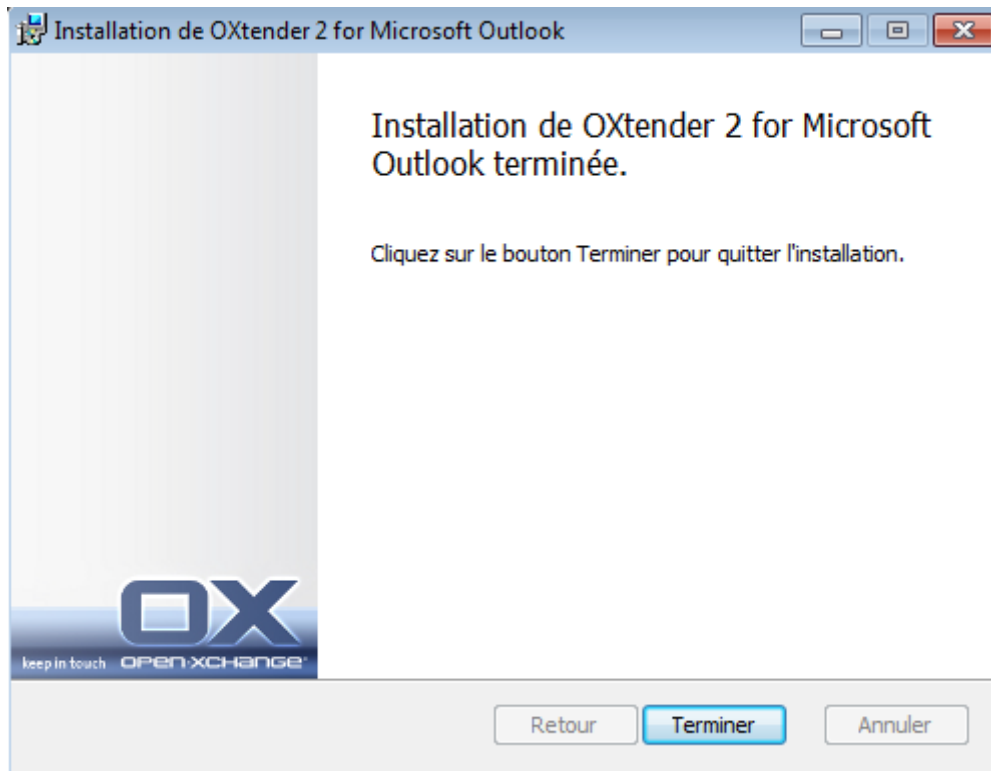 Installation de OXtender 2 for Microsoft Outlook
Installation de OXtender 2 for Microsoft
Outlook terminée.
Cliquez sur le bouton Terminer pour quitter l'installation.
OX
keep in touch OPEN-XCHANGE
Retour Terminer Annuler